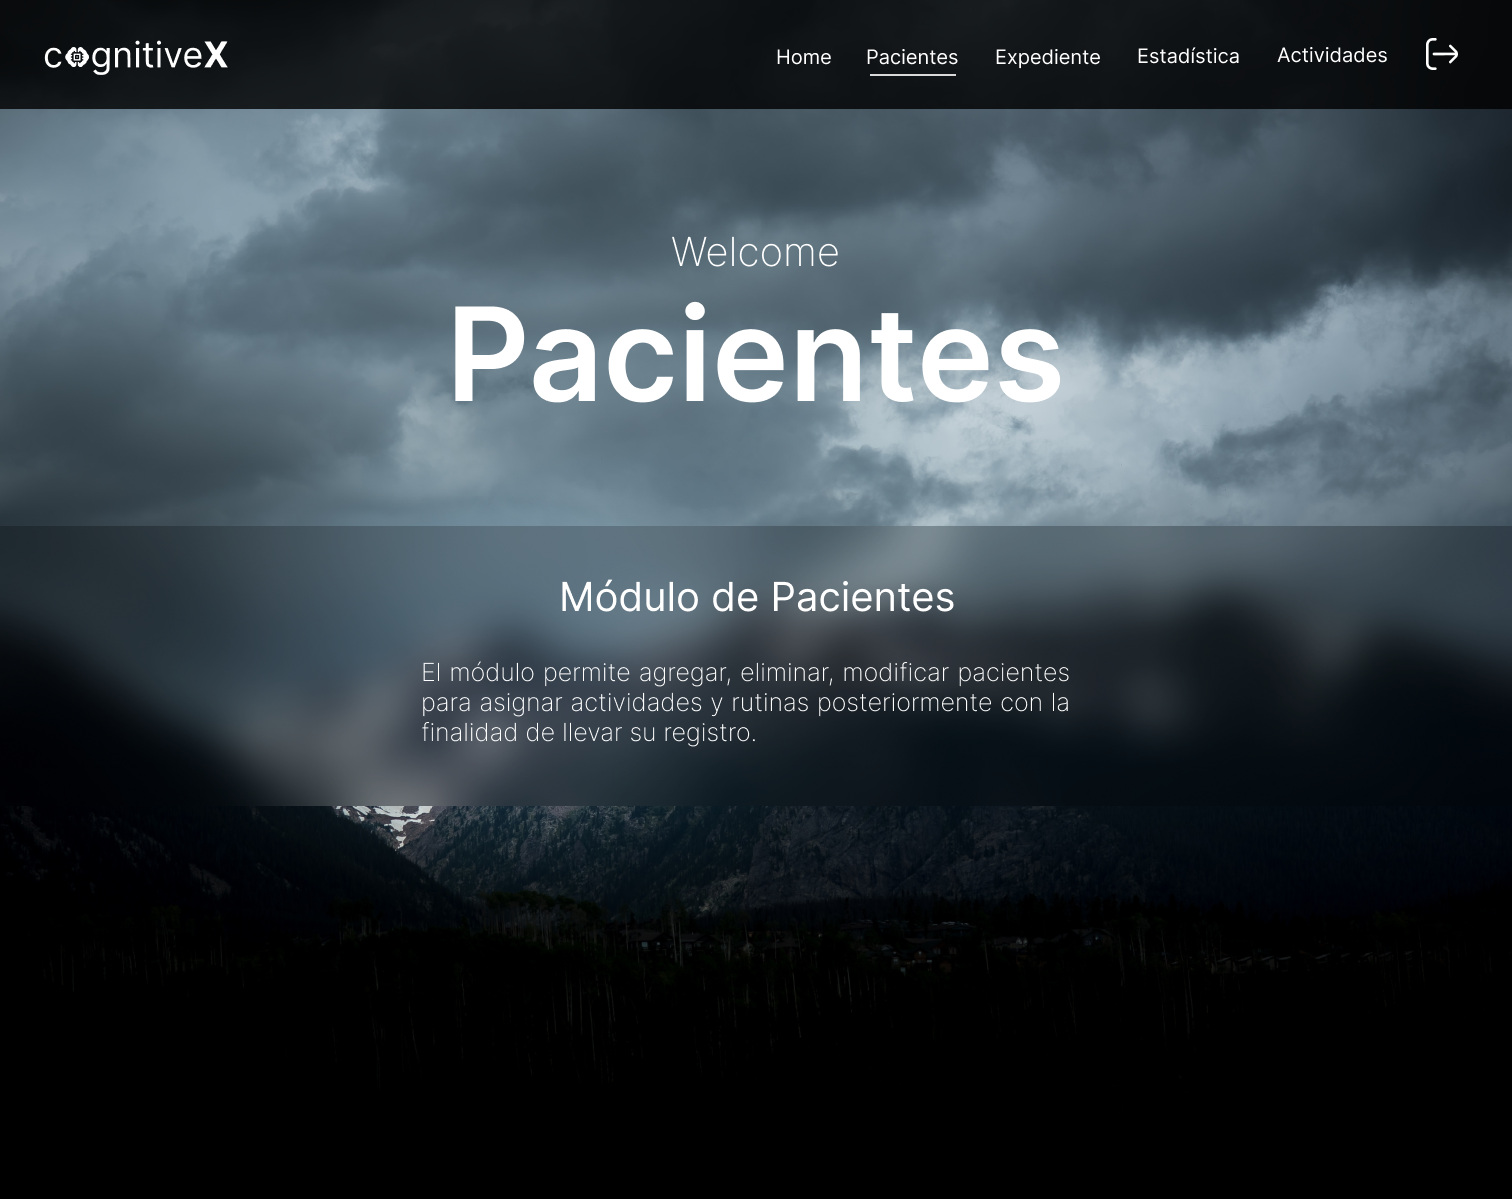 cognitiveX
Home Pacientes Expediente Estadística Actividades
Welcome
Pacientes
Módulo de Pacientes
El módulo permite agregar, eliminar, modificar pacientes
para asignar actividades y rutinas posteriormente con la
finalidad de llevar su registro.